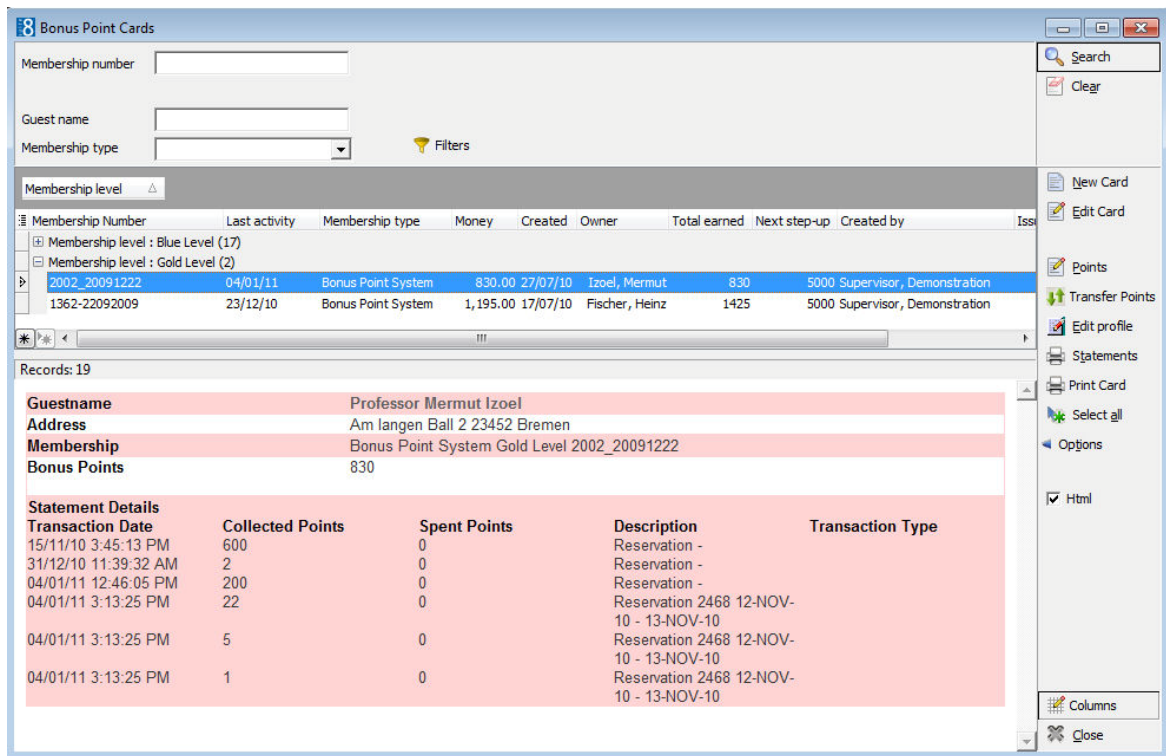 8 Bonus Point Cards
Membership number
Search
Clear
Guest name
Membership type
Filters
Membership level
New Card
Membership Number Last activity Membership type Money Created Owner Total earned Next step-up Created by Issu
Edit Card
Membership level : Blue Level (17)
Membership level : Gold Level (2)
2002_20091222 04/01/11 Bonus Point System 830.00 27/07/10 Izoel, Mermut 830 5000 Supervisor, Demonstration
1362-22092009 23/12/10 Bonus Point System 1,195.00 17/07/10 Fischer, Heinz 1425 5000 Supervisor, Demonstration
Points
Transfer Points
Edit profile
Statements
Print Card
Select all
Options
Html
Records: 19
Guestname Professor Mermut Izoel
Address Am langen Ball 2 23452 Bremen
Membership Bonus Point System Gold Level 2002_20091222
Bonus Points 830
Statement Details
Transaction Date Collected Points Spent Points Description Transaction Type
15/11/10 3:45:13 PM 600 0 Reservation -
31/12/10 11:39:32 AM 2 0 Reservation -
04/01/11 12:46:05 PM 200 0 Reservation -
04/01/11 3:13:25 PM 22 0 Reservation 2468 12-NOV-
10 - 13-NOV-10
04/01/11 3:13:25 PM 5 0 Reservation 2468 12-NOV-
10 - 13-NOV-10
04/01/11 3:13:25 PM 1 0 Reservation 2468 12-NOV-
10 - 13-NOV-10
Columns
Close